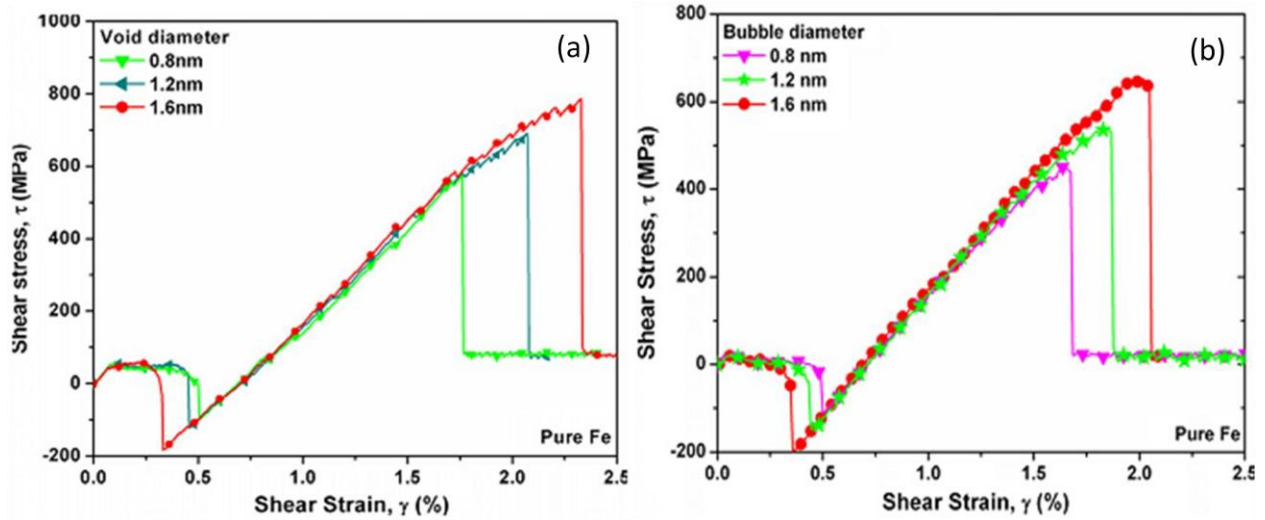 1000
800
600
400
200
0
-200
Shear stress, τ (MPa)
Void diameter
0.8nm
1.2nm
1.6nm
(a)
Pure Fe
0.0 0.5 1.0 1.5 2.0 2.5
Shear Strain, γ (%)
800
600
400
200
0
-200
Shear Stress, τ (MPa)
Bubble diameter
0.8 nm
1.2 nm
1.6 nm
(b)
Pure Fe
0.0 0.5 1.0 1.5 2.0 2.5
Shear Strain, γ (%)